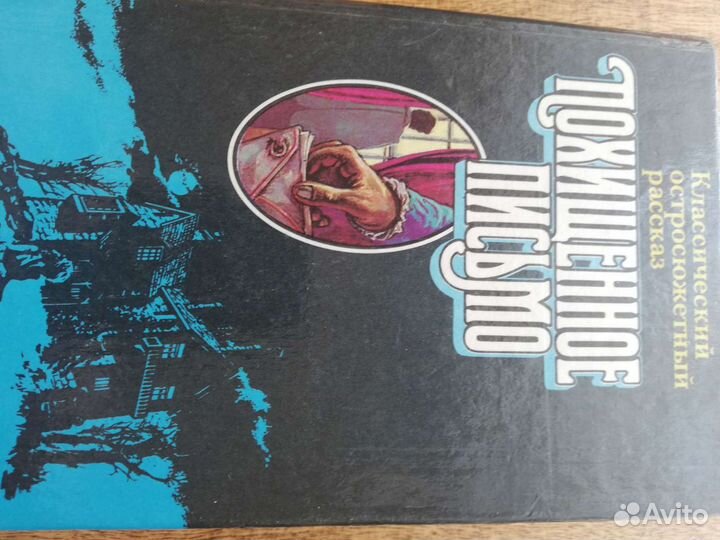 Классический
остросюжетный
рассказ
ПОХИЩЕННОЕ
ПИСЬМО
Avito